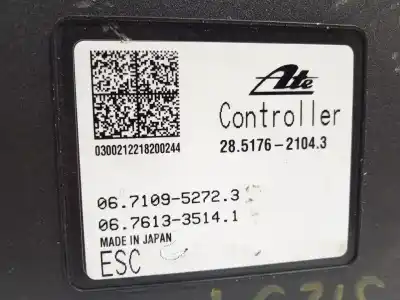 Ate
Controller
28.5176-2104.3
0300212218200244
06.7109-5272.3
06.7613-3514.1
MADE IN JAPAN
ESC